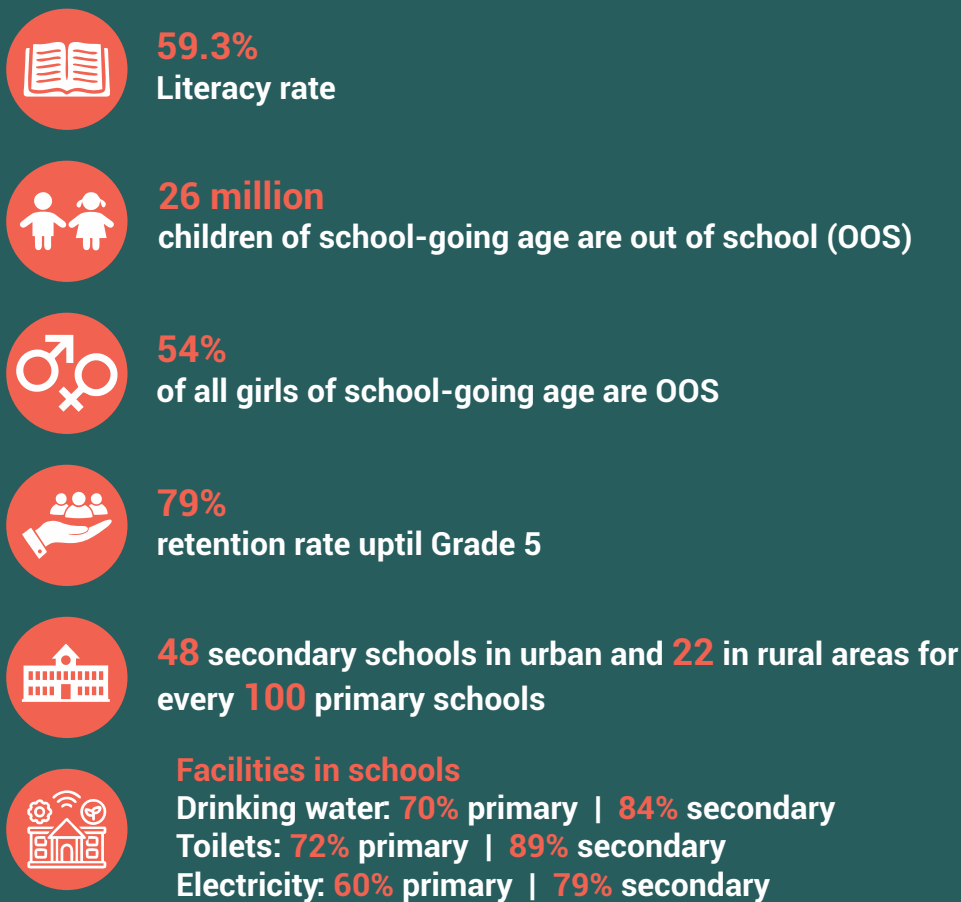 59.3%
Literacy rate
26 million
children of school-going age are out of school (OOS)
54%
of all girls of school-going age are OOS
79%
retention rate uptil Grade 5
48 secondary schools in urban and 22 in rural areas for
every 100 primary schools
Facilities in schools
Drinking water: 70% primary | 84% secondary
Toilets: 72% primary | 89% secondary
Electricity: 60% primary | 79% secondary